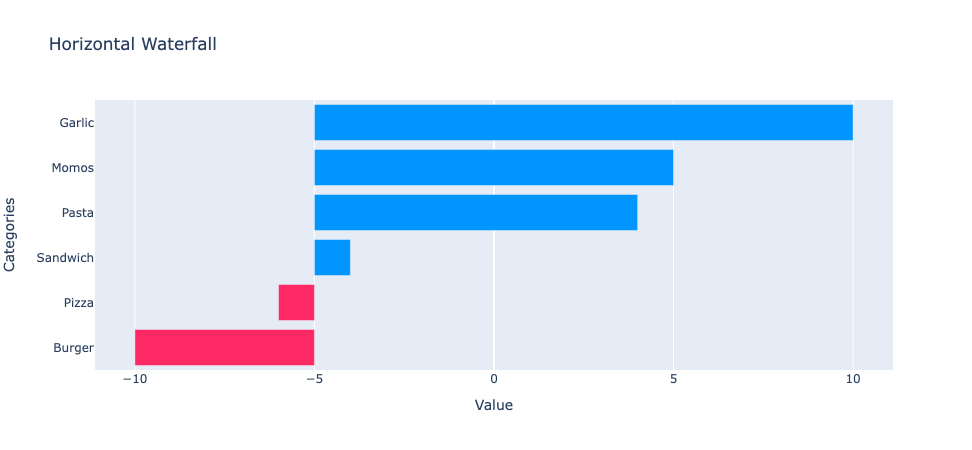 Horizontal Waterfall
Categories
Garlic
Momos
Pasta
Sandwich
Pizza
Burger
−10 −5 0 5 10
Value